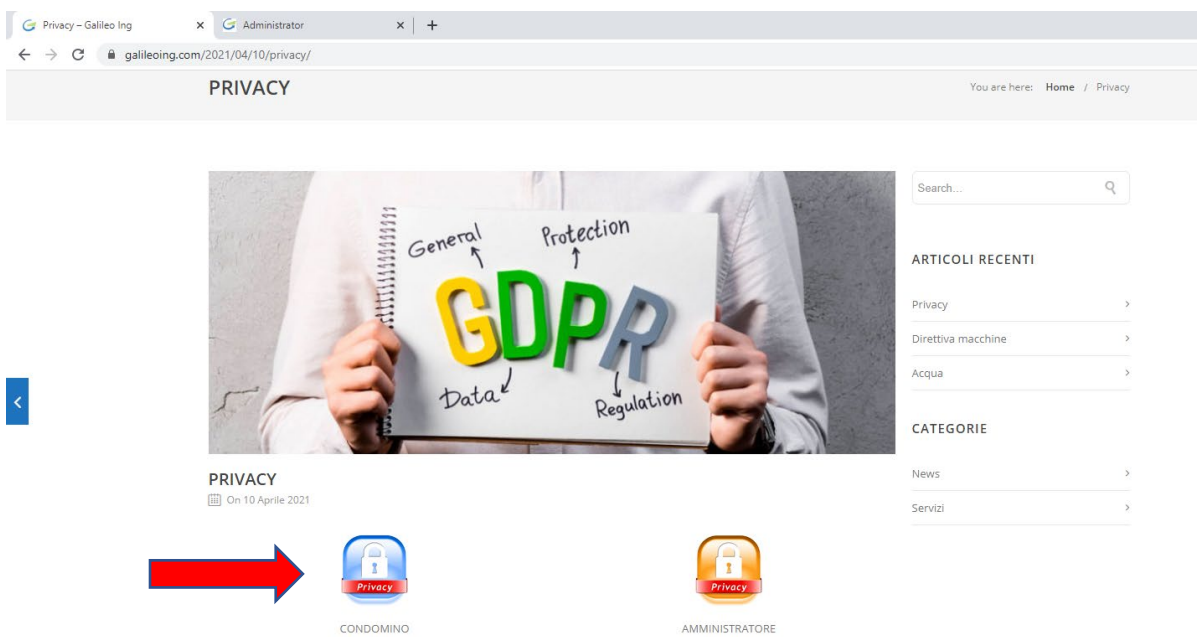 Privacy – Galileo Ing
Administrator
galileoing.com/2021/04/10/privacy/
PRIVACY
You are here: Home / Privacy
General
Protection
GDPR
Data
Regulation
Search...
ARTICOLI RECENTI
Privacy
Direttiva macchine
Acqua
CATEGORIE
News
Servizi
PRIVACY
On 10 Aprile 2021
Privacy
Privacy
CONDOMINO
AMMINISTRATORE